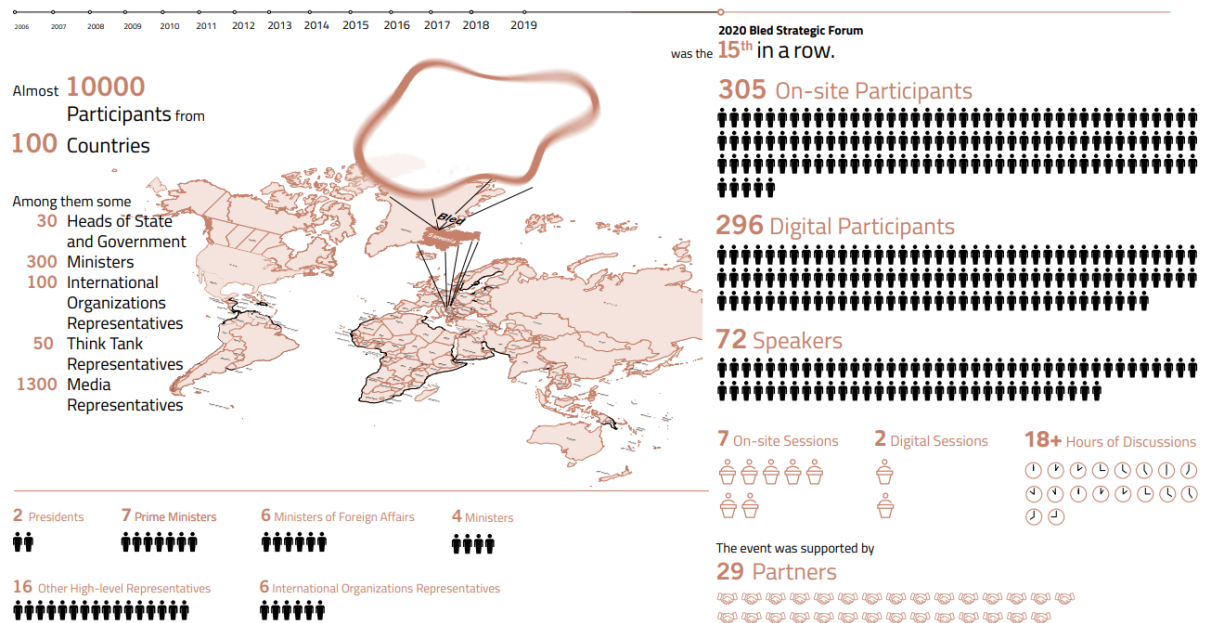 2006 2007 2008 2009 2010 2011 2012 2013 2014 2015 2016 2017 2018 2019
Almost 10000
Participants from
100 Countries
Among them some
30 Heads of State
and Government
300 Ministers
100 International
Organizations
Representatives
50 Think Tank
Representatives
1300 Media
Representatives
Bled
2 Presidents
7 Prime Ministers
6 Ministers of Foreign Affairs
4 Ministers
16 Other High-level Representatives
6 International Organizations Representatives
2020 Bled Strategic Forum
was the 15th in a row.
305 On-site Participants
296 Digital Participants
72 Speakers
7 On-site Sessions
2 Digital Sessions
18+ Hours of Discussions
The event was supported by
29 Partners